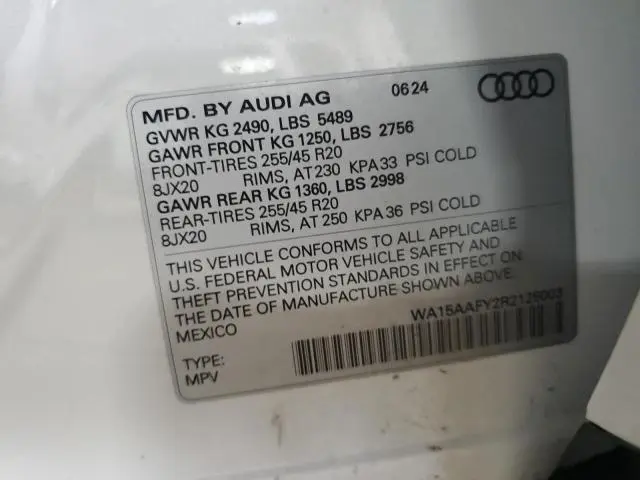 MFD. BY AUDI AG 06 24
GVWR KG 2490, LBS 5489
GAWR FRONT KG 1250, LBS 2756
FRONT-TIRES 255/45 R20
8JX20 RIMS, AT 230 KPA 33 PSI COLD
GAWR REAR KG 1360, LBS 2998
REAR-TIRES 255/45 R20
8JX20 RIMS, AT 250 KPA 36 PSI COLD
THIS VEHICLE CONFORMS TO ALL APPLICABLE
U.S. FEDERAL MOTOR VEHICLE SAFETY AND
THEFT PREVENTION STANDARDS IN EFFECT ON
THE DATE OF MANUFACTURE SHOWN ABOVE.
MEXICO
TYPE:
MPV